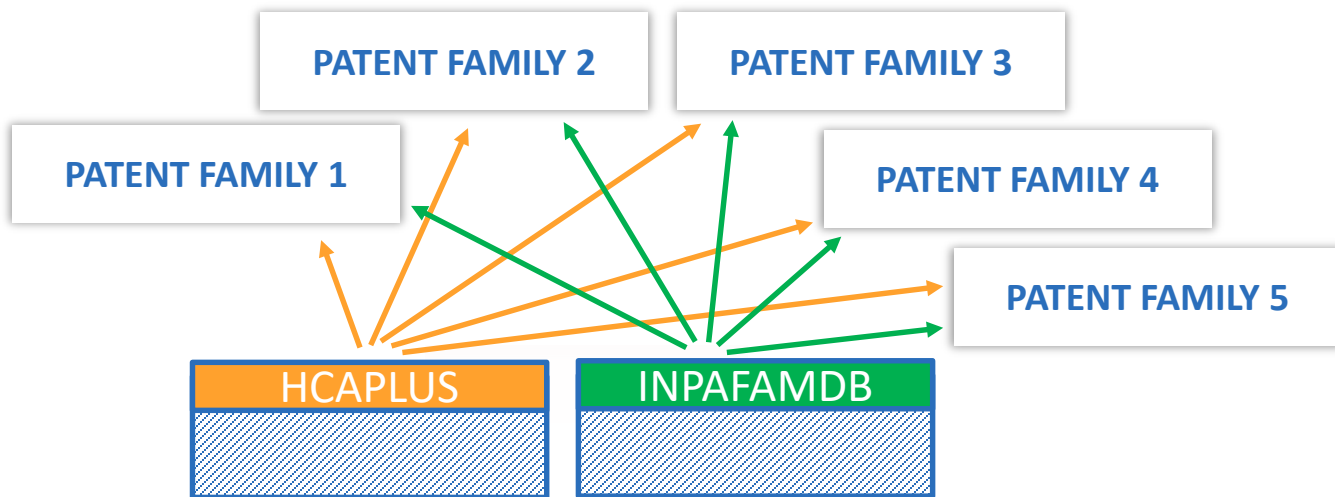 PATENT FAMILY 2
PATENT FAMILY 3
PATENT FAMILY 1
PATENT FAMILY 4
PATENT FAMILY 5
HCAPLUS
INPAFAMDB